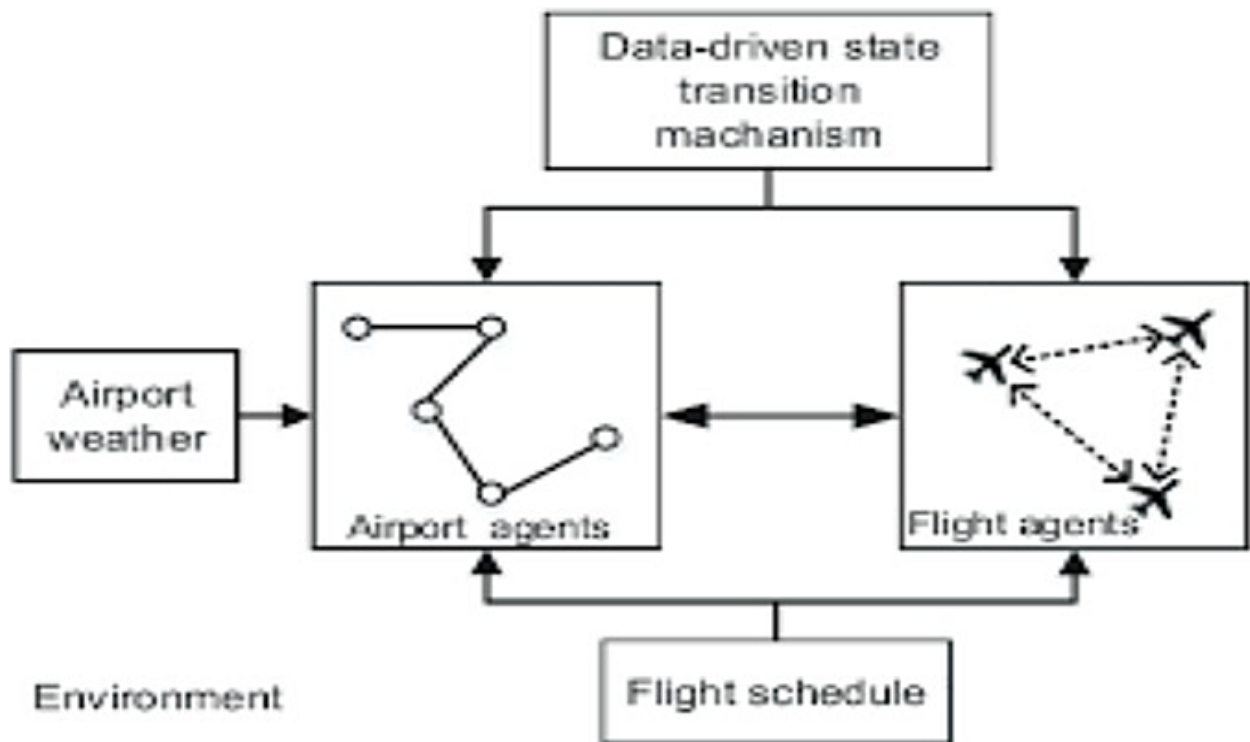 Data-driven state
transition
machanism
Airport
weather
Airport agents
Flight agents
Flight schedule
Environment